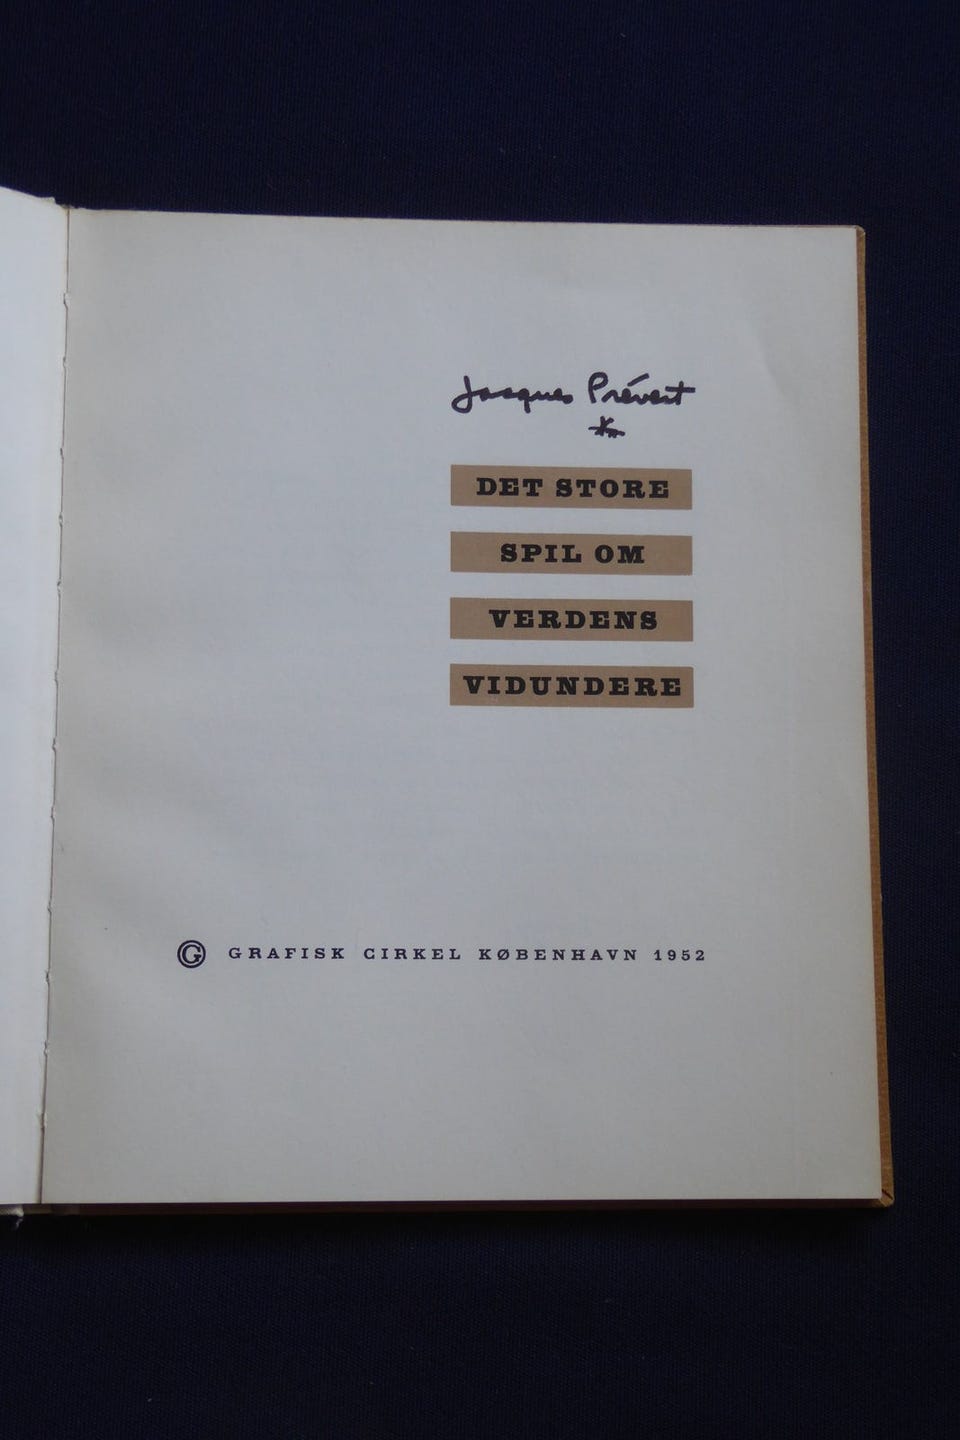 Jacques Prévert
*
DET STORE
SPIL OM
VERDENS
VIDUNDERE
G GRAFISK CIRKEL KØBENHAVN 1952